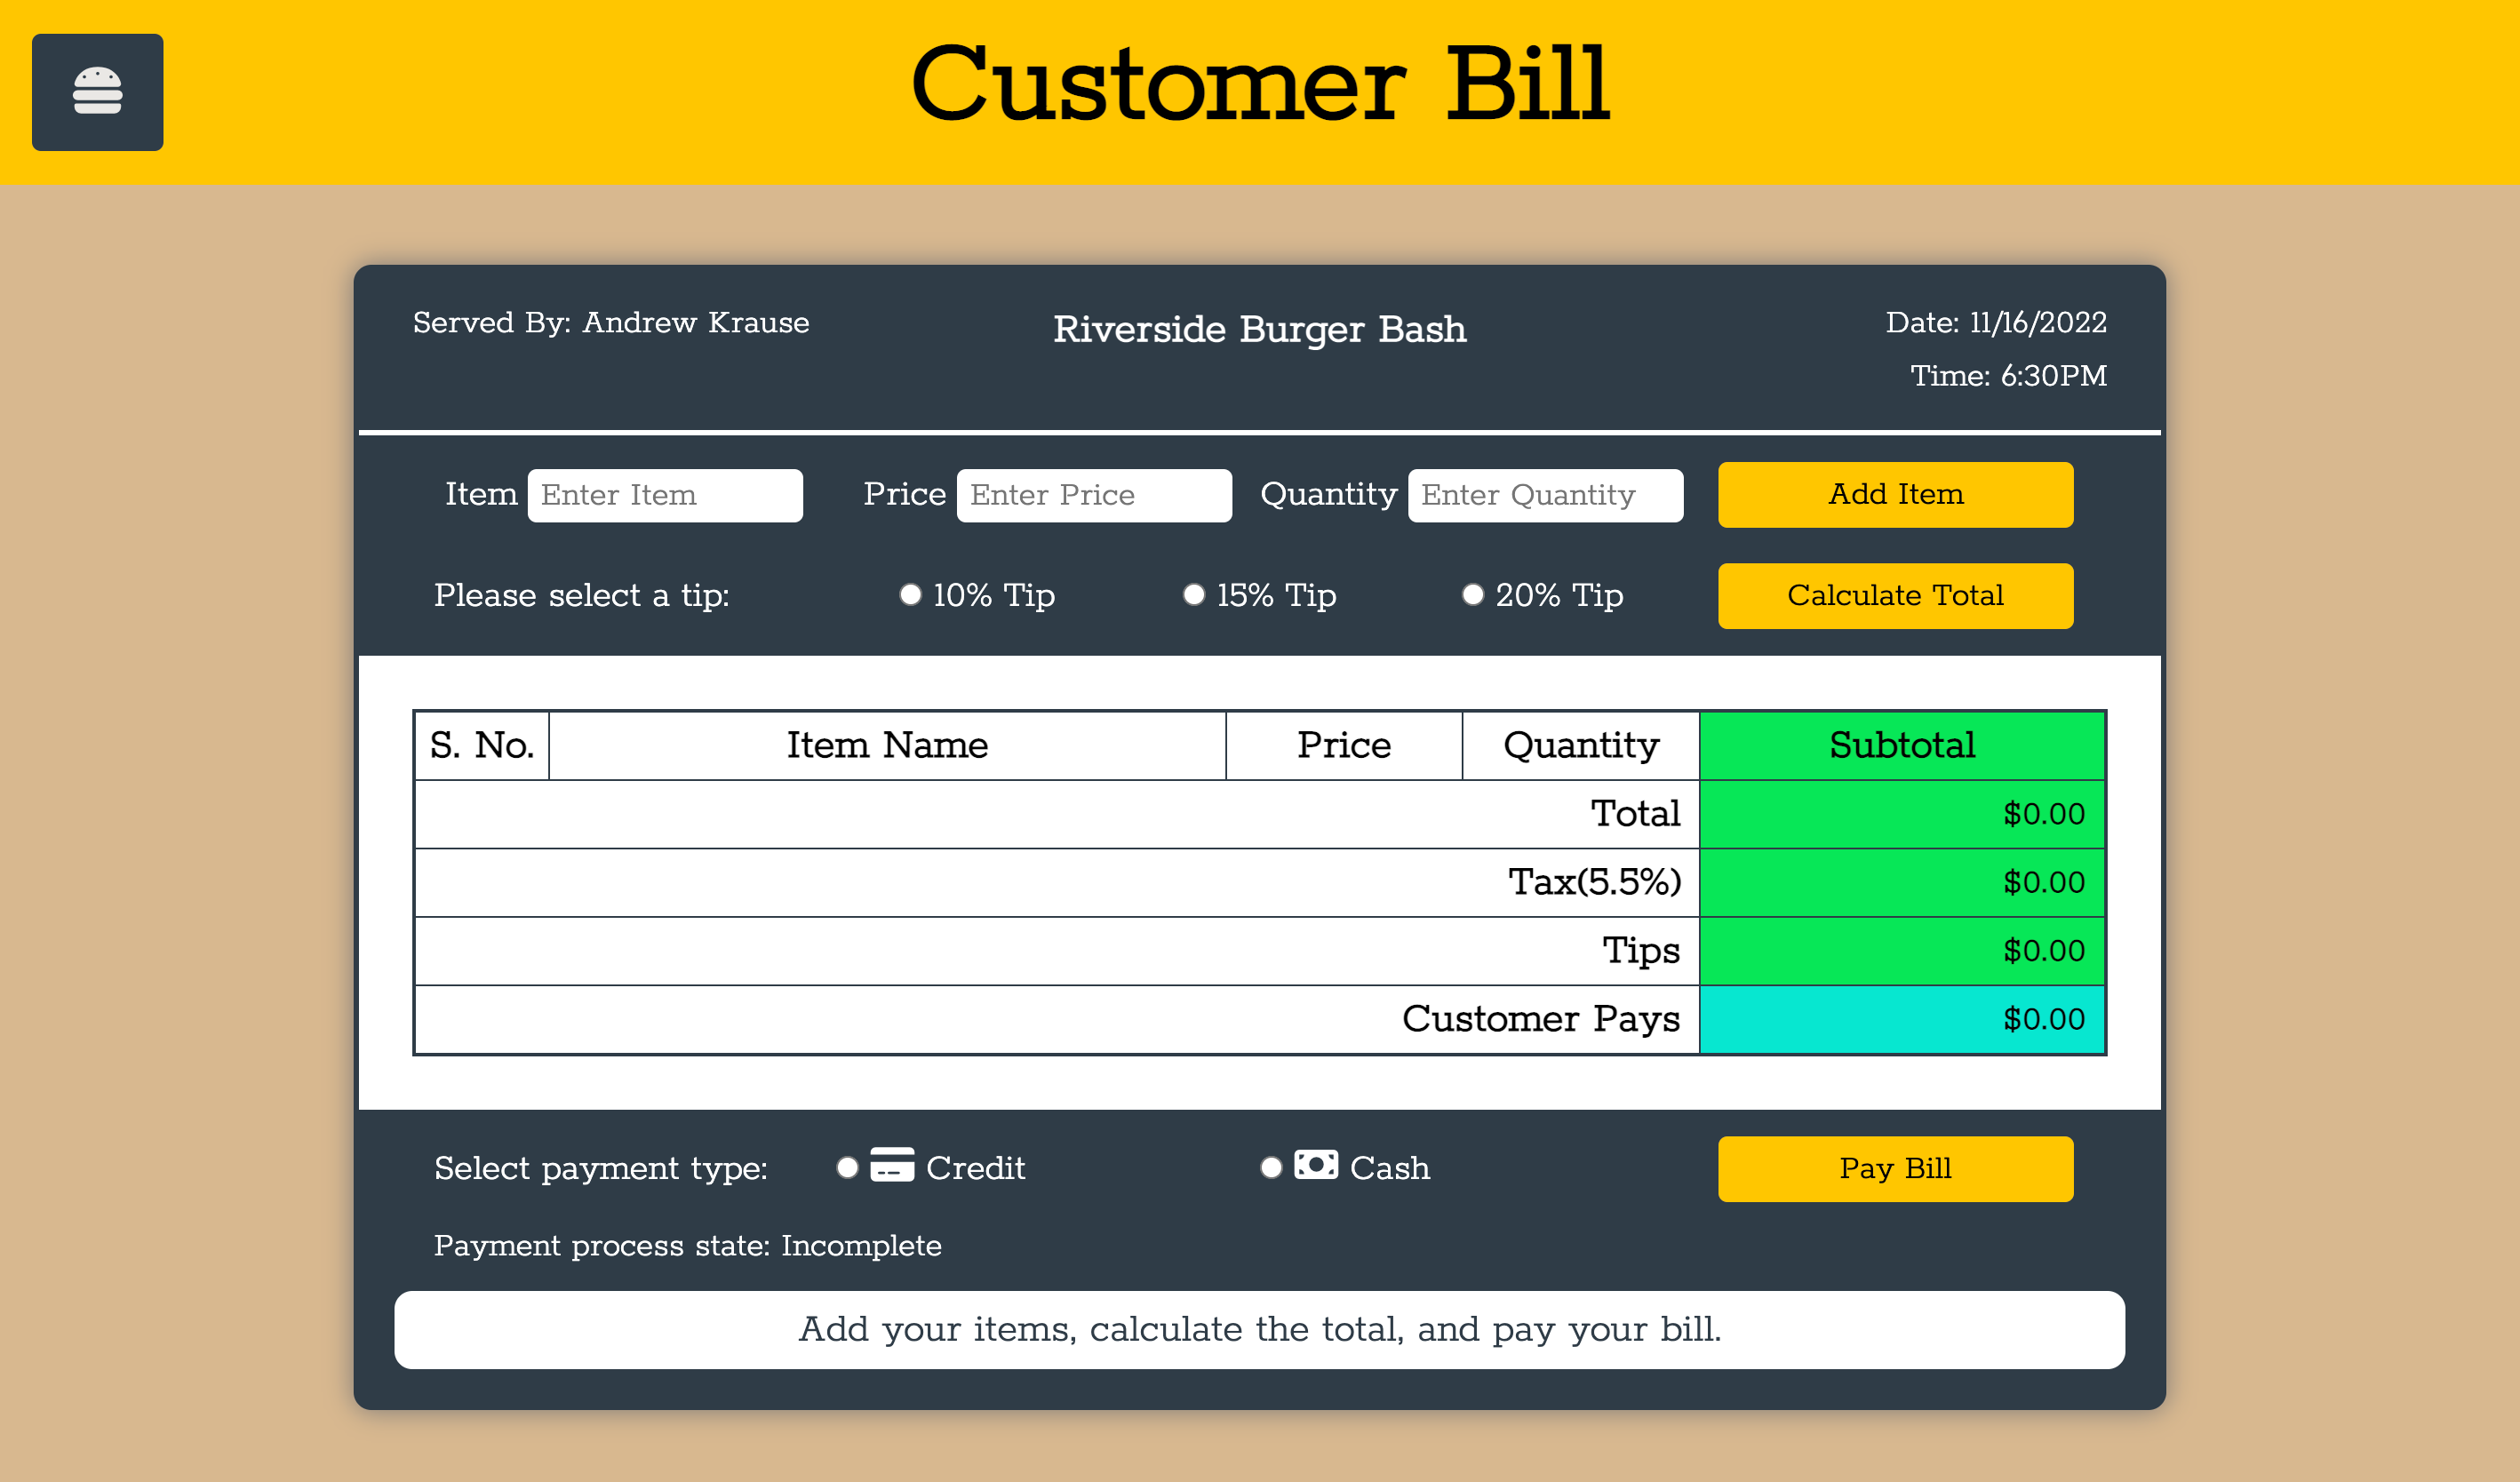 Customer Bill
Served By: Andrew Krause
Riverside Burger Bash
Date: 11/16/2022
Time: 6:30PM
Item Enter Item Price Enter Price Quantity Enter Quantity Add Item
Please select a tip: 10% Tip 15% Tip 20% Tip Calculate Total
S. No. Item Name Price Quantity Subtotal
Total $0.00
Tax(5.5%) $0.00
Tips $0.00
Customer Pays $0.00
Select payment type: Credit Cash Pay Bill
Payment process state: Incomplete
Add your items, calculate the total, and pay your bill.